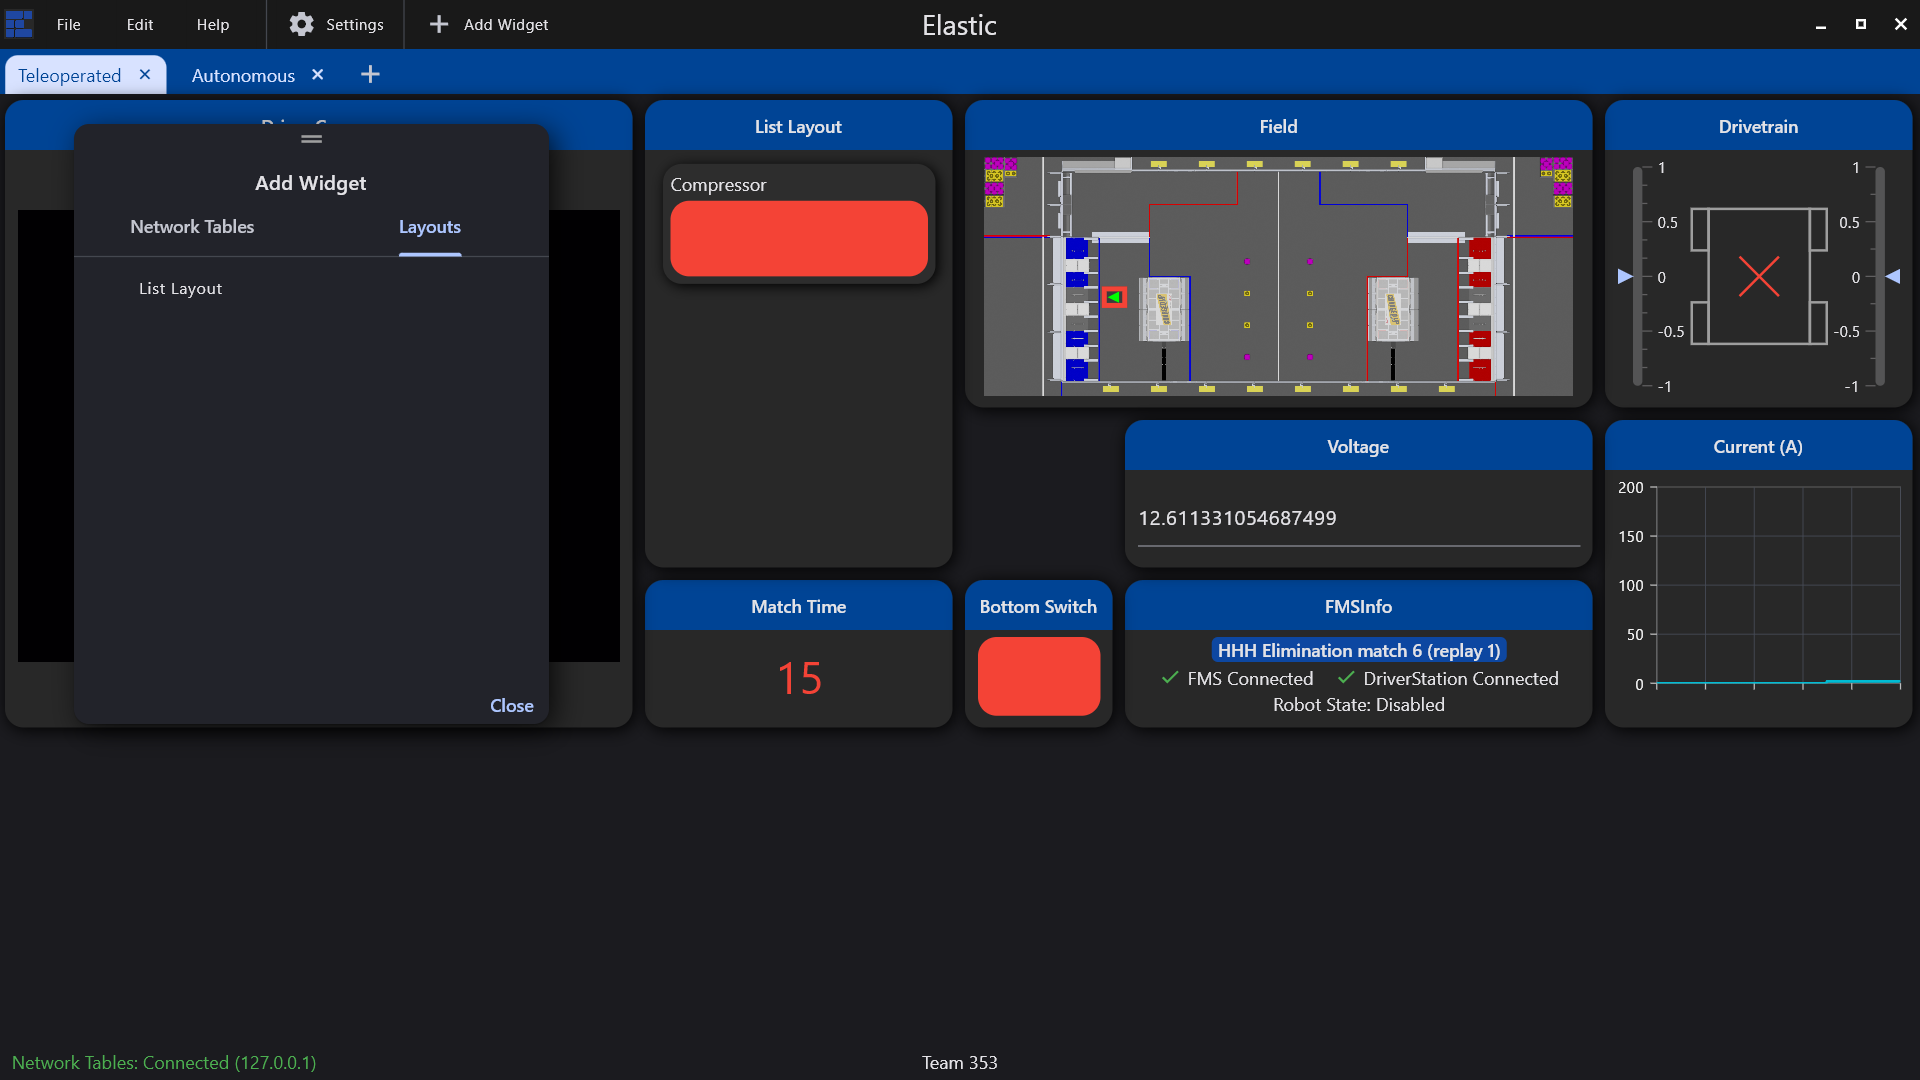 File Edit Help Settings Add Widget Elastic
Teleoperated Autonomous
Add Widget
Network Tables Layouts
List Layout
Close
List Layout
Compressor
Field
Drivetrain
1 1
0.5 0.5
0 0
-0.5 -0.5
-1 -1
Voltage
12.611331054687499
Current (A)
200
150
100
50
0
Match Time
15
Bottom Switch
FMSInfo
HHH Elimination match 6 (replay 1)
FMS Connected DriverStation Connected
Robot State: Disabled
Network Tables: Connected (127.0.0.1) Team 353